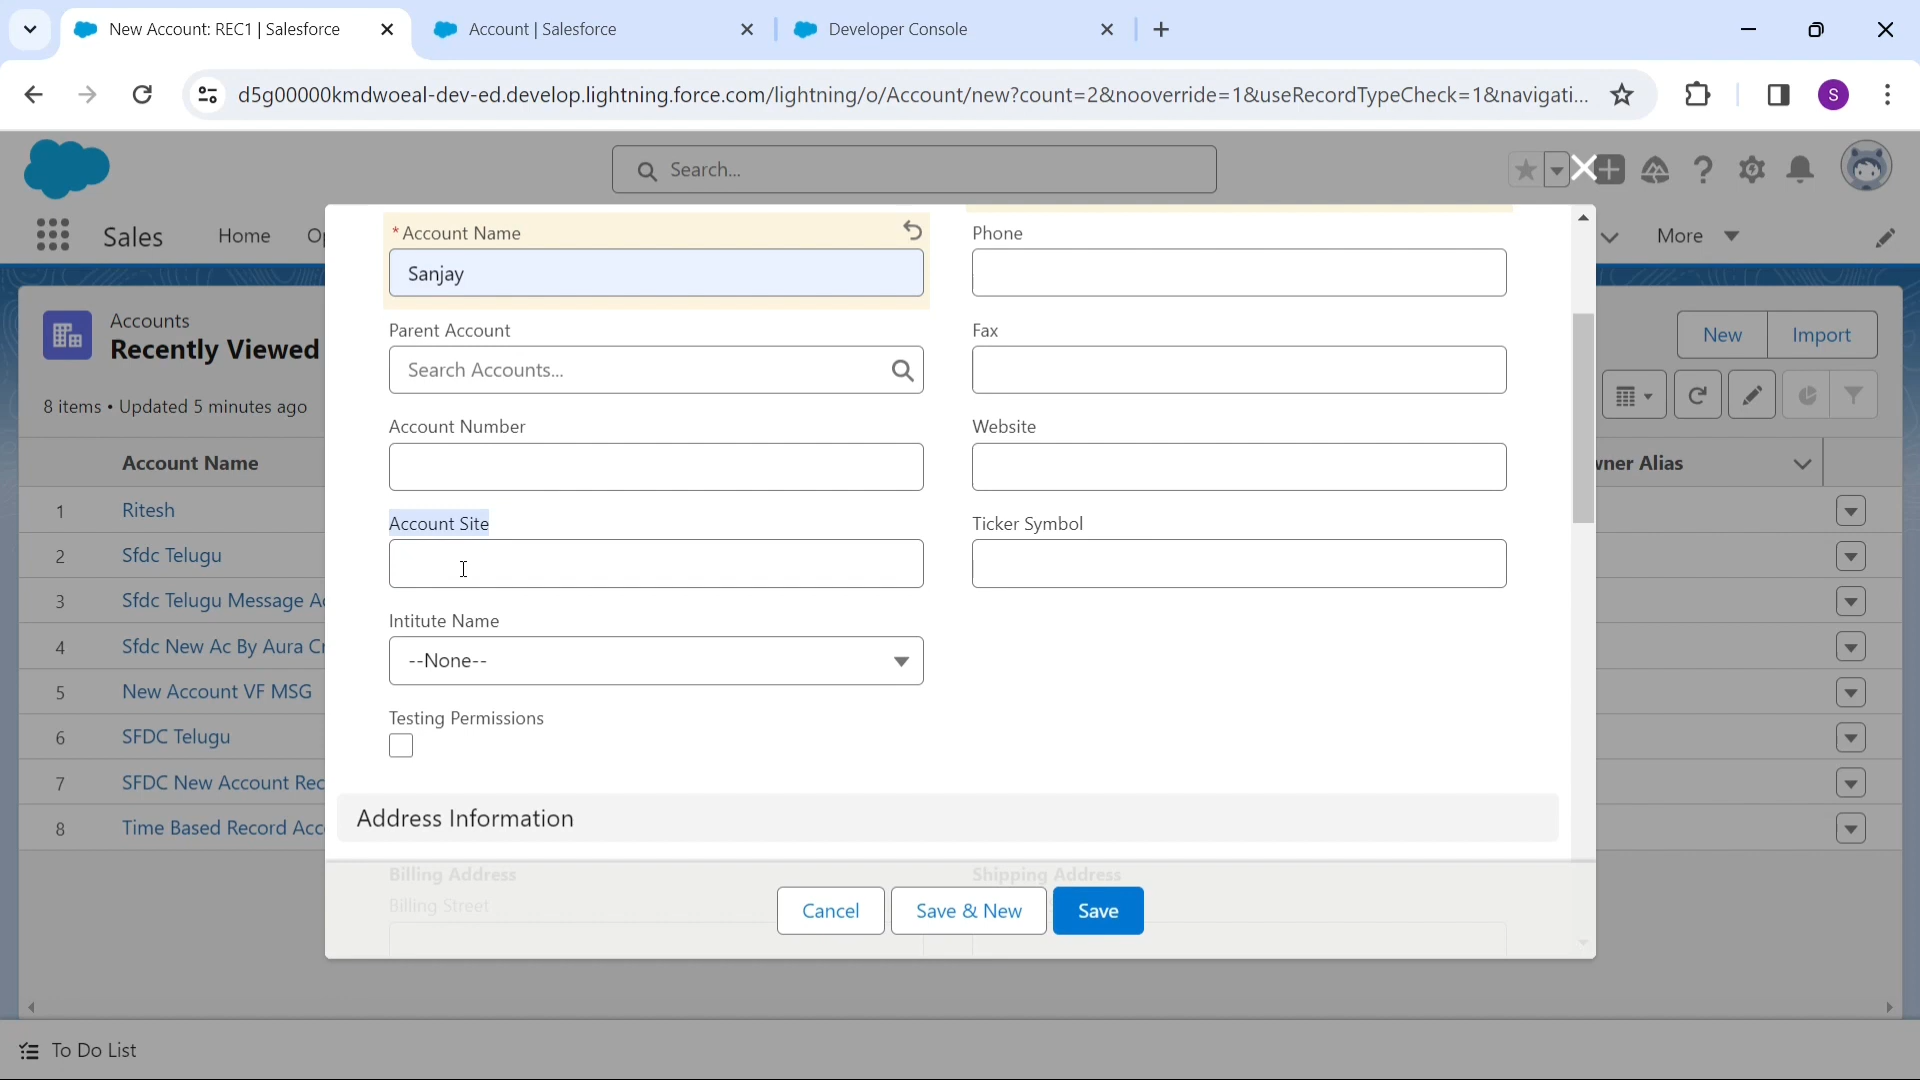 New Account: REC1 | Salesforce
Account | Salesforce
Developer Console
d5g00000kmdwoeal-dev-ed.develop.lightning.force.com/lightning/o/Account/new?count=2&nooverride=1&useRecordTypeCheck=1&navigati...
S
Search...
Sales
Home
Op
More
Accounts
Recently Viewed
8 items • Updated 5 minutes ago
New
Import
Account Name
wner Alias
1 Ritesh
2 Sfdc Telugu
3 Sfdc Telugu Message Ac
4 Sfdc New Ac By Aura Cr
5 New Account VF MSG
6 SFDC Telugu
7 SFDC New Account Rec
8 Time Based Record Acc
* Account Name
Sanjay
Phone
Parent Account
Search Accounts...
Fax
Account Number
Website
Account Site
Ticker Symbol
Intitute Name
--None--
Testing Permissions
Address Information
Billing Address
Shipping Address
Billing Street
Cancel
Save & New
Save
To Do List